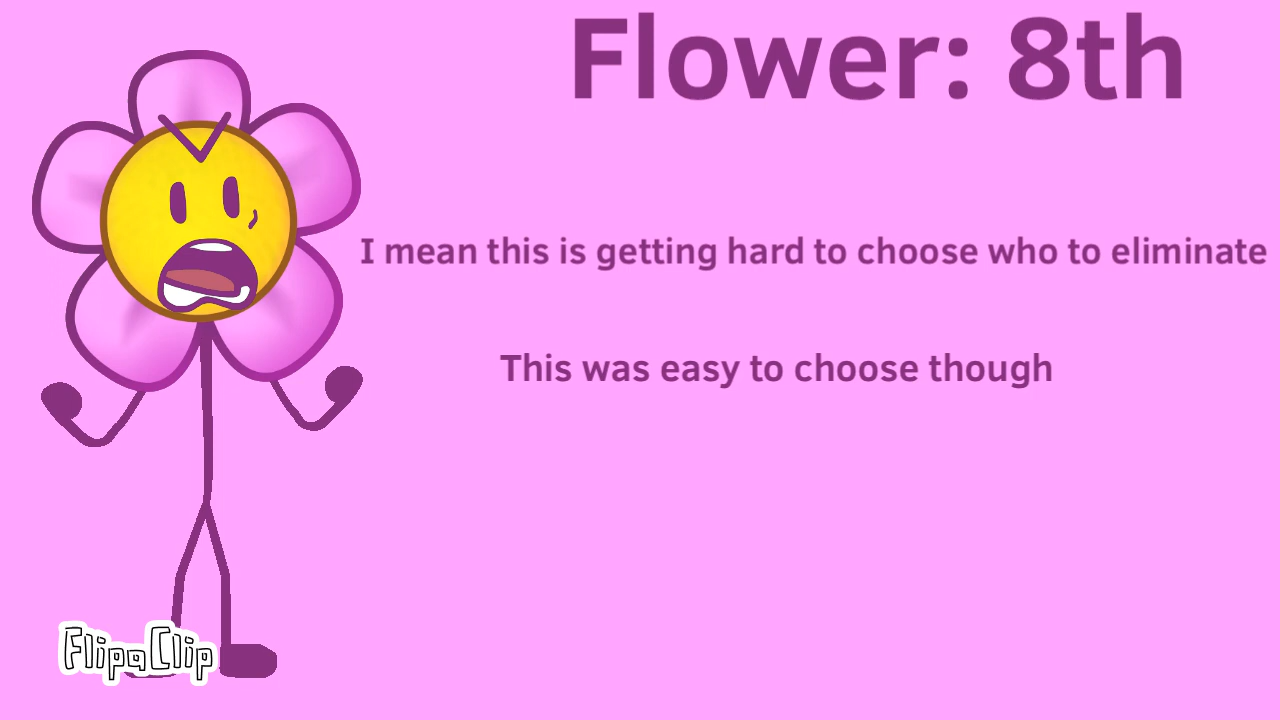 Flower: 8th
I mean this is getting hard to choose who to eliminate
This was easy to choose though
FlipaClip